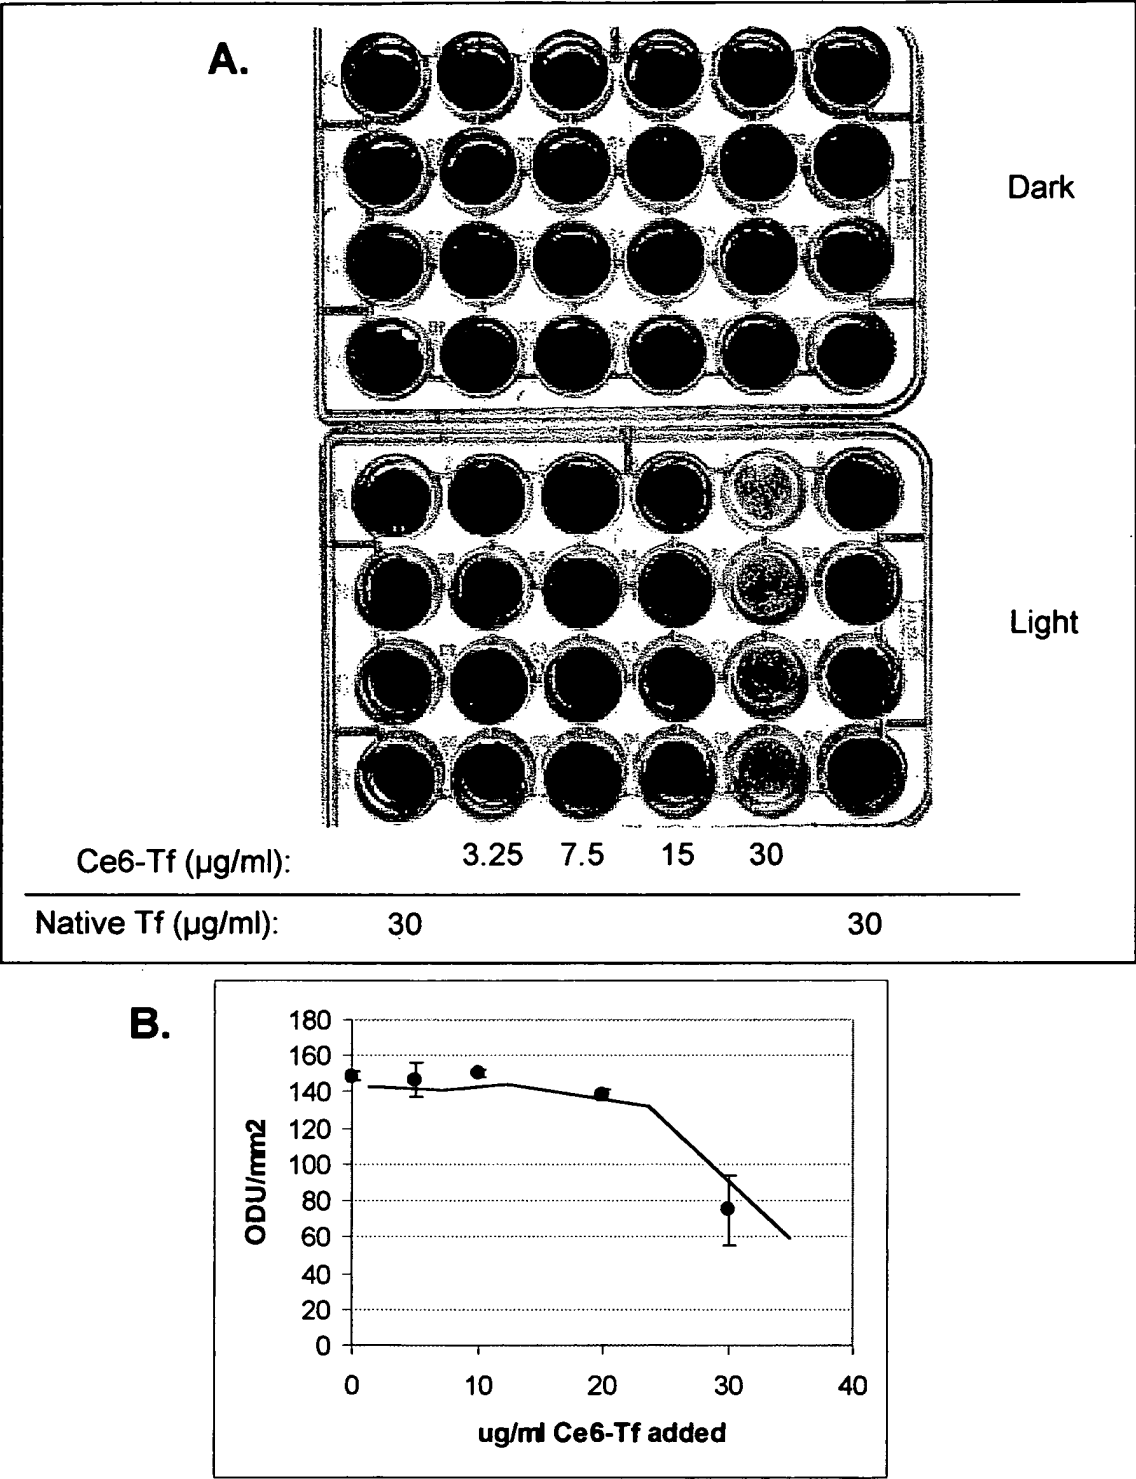 A.
Dark
Light
Ce6-Tf (µg/ml): 3.25 7.5 15 30
Native Tf (µg/ml): 30 30
B.
180
160
140
120
100
80
60
40
20
0
ODU/mm2
0 10 20 30 40
ug/ml Ce6-Tf added